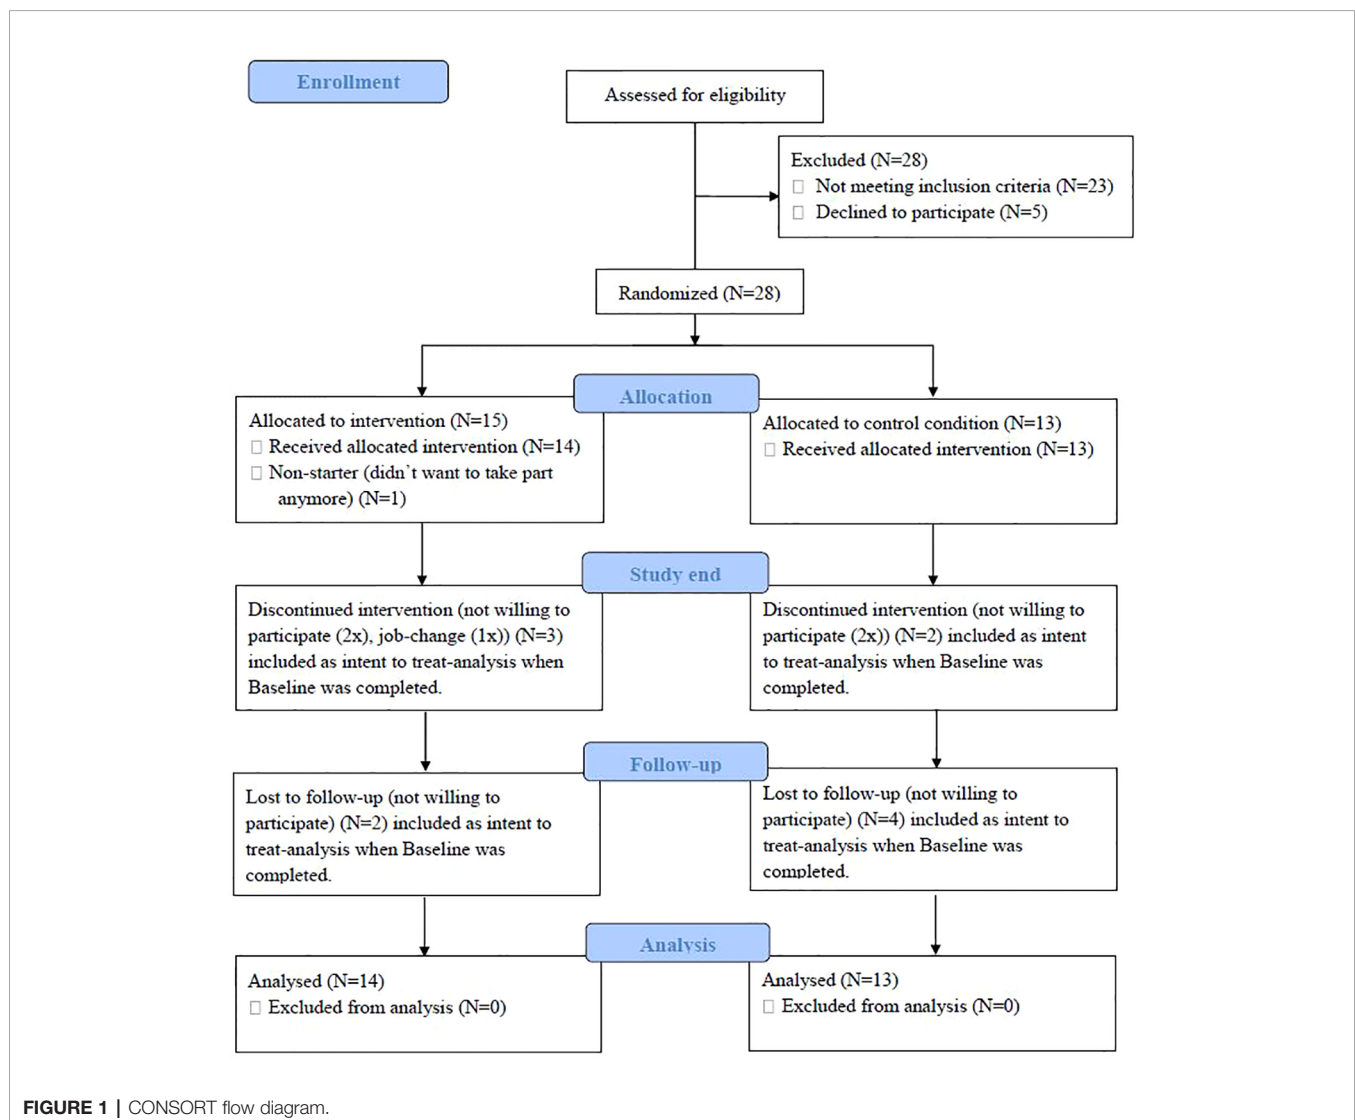 Enrollment
Assessed for eligibility
Excluded (N=28)
Not meeting inclusion criteria (N=23)
Declined to participate (N=5)
Randomized (N=28)
Allocation
Allocated to intervention (N=15)
Received allocated intervention (N=14)
Non-starter (didn't want to take part
anymore) (N=1)
Allocated to control condition (N=13)
Received allocated intervention (N=13)
Study end
Discontinued intervention (not willing to
participate (2x), job-change (1x)) (N=3)
included as intent to treat-analysis when
Baseline was completed.
Discontinued intervention (not willing to
participate (2x)) (N=2) included as intent
to treat-analysis when Baseline was
completed.
Follow-up
Lost to follow-up (not willing to
participate) (N=2) included as intent to
treat-analysis when Baseline was
completed.
Lost to follow-up (not willing to
participate) (N=4) included as intent to
treat-analysis when Baseline was
completed.
Analysis
Analysed (N=14)
Excluded from analysis (N=0)
Analysed (N=13)
Excluded from analysis (N=0)
FIGURE 1 | CONSORT flow diagram.